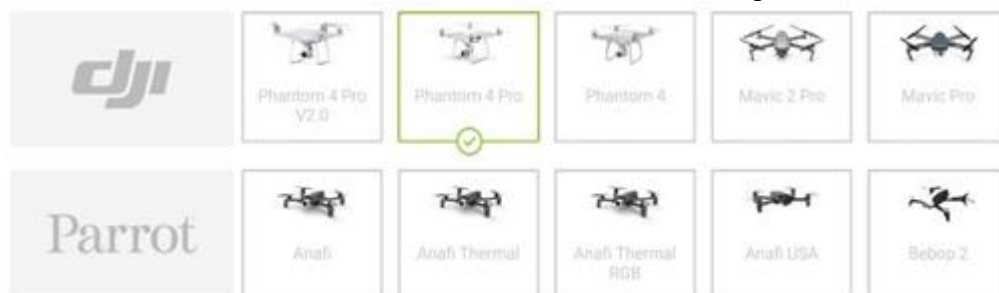 dji
Phantom 4 Pro
V2.0
Phantom 4 Pro
Phantom 4
Mavic 2 Pro
Mavic Pro
Parrot
Anafi
Anafi Thermal
Anafi Thermal
RGB
Anafi USA
Bebop 2